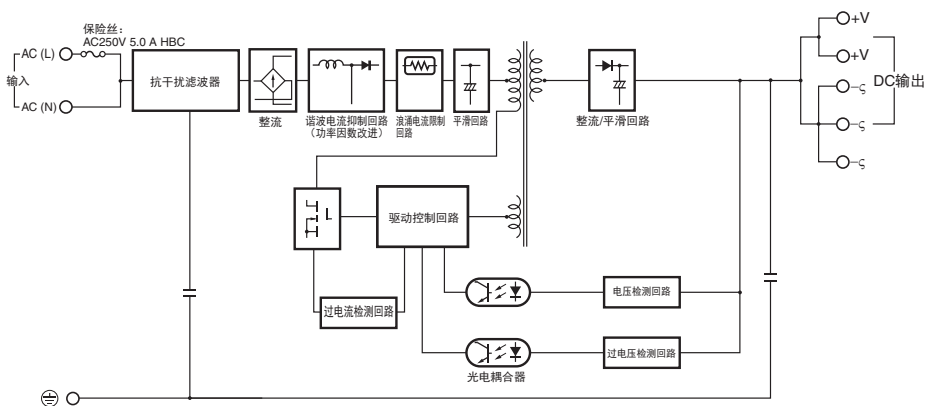 保险丝：
AC250V 5.0 A HBC
AC (L)
输入
AC (N)
抗干扰滤波器
整流
谐波电流抑制回路
（功率因数改进）
浪涌电流限制
回路
平滑回路
整流/平滑回路
+V
+V
DC输出
−ς
−ς
−ς
驱动控制回路
过电流检测回路
电压检测回路
过电压检测回路
光电耦合器